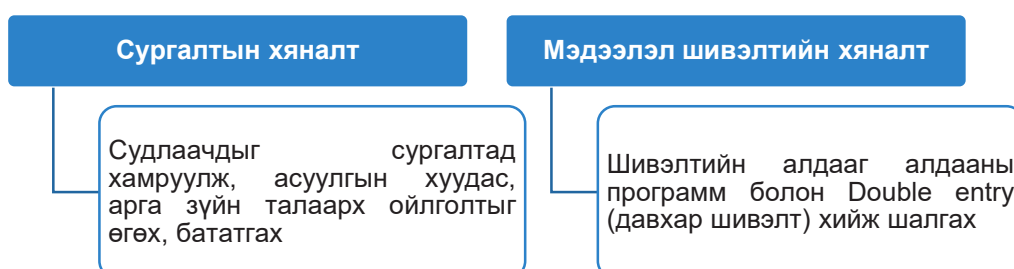 Сургалтын хяналт
Судлаачдыг сургалтад
хамруулж, асуулгын хуудас,
арга зүйн талаарх ойлголтыг
өгөх, бататгах
Мэдээлэл шивэлтийн хяналт
Шивэлтийн алдааг алдааны
программ болон Double entry
(давхар шивэлт) хийж шалгах